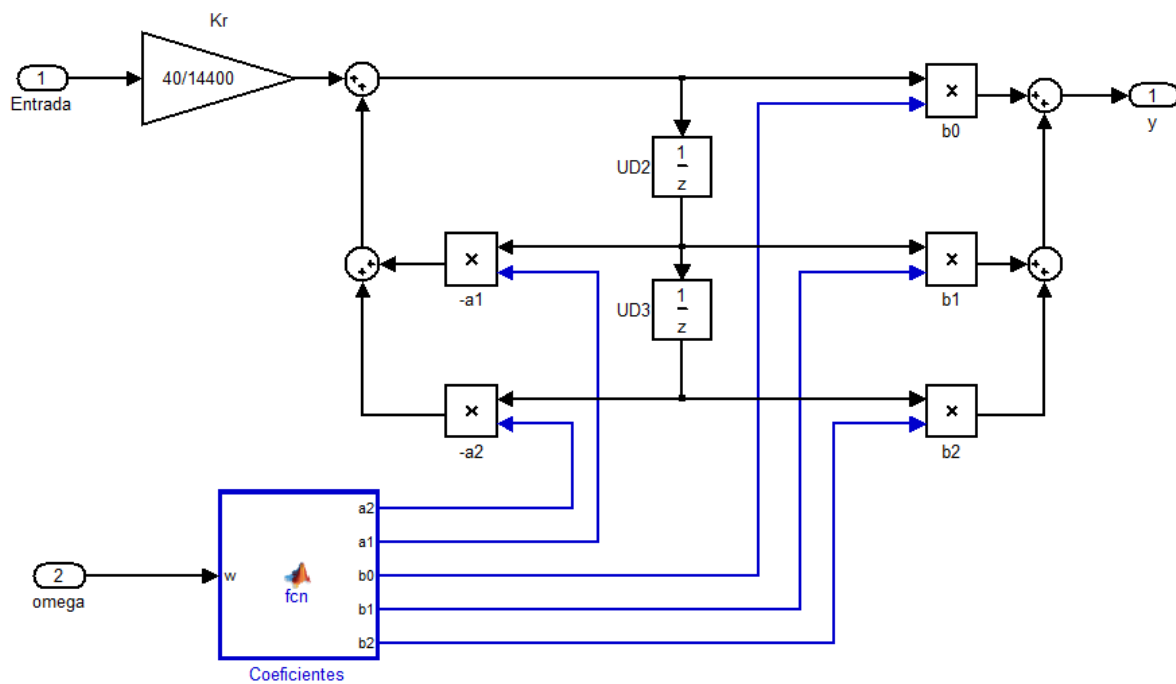 Kr
1
Entrada
40/14400
+
+
×
b0
+
+
1
y
UD2
1
z
+
+
×
-a1
×
b1
+
+
UD3
1
z
×
-a2
×
b2
2
omega
w
fcn
a2
a1
b0
b1
b2
Coeficientes